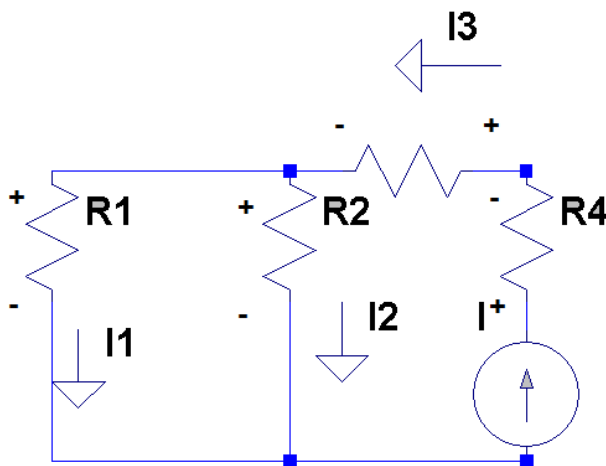 I3
- +
+ R1 + R2 - R4
- - I +
I1 I2